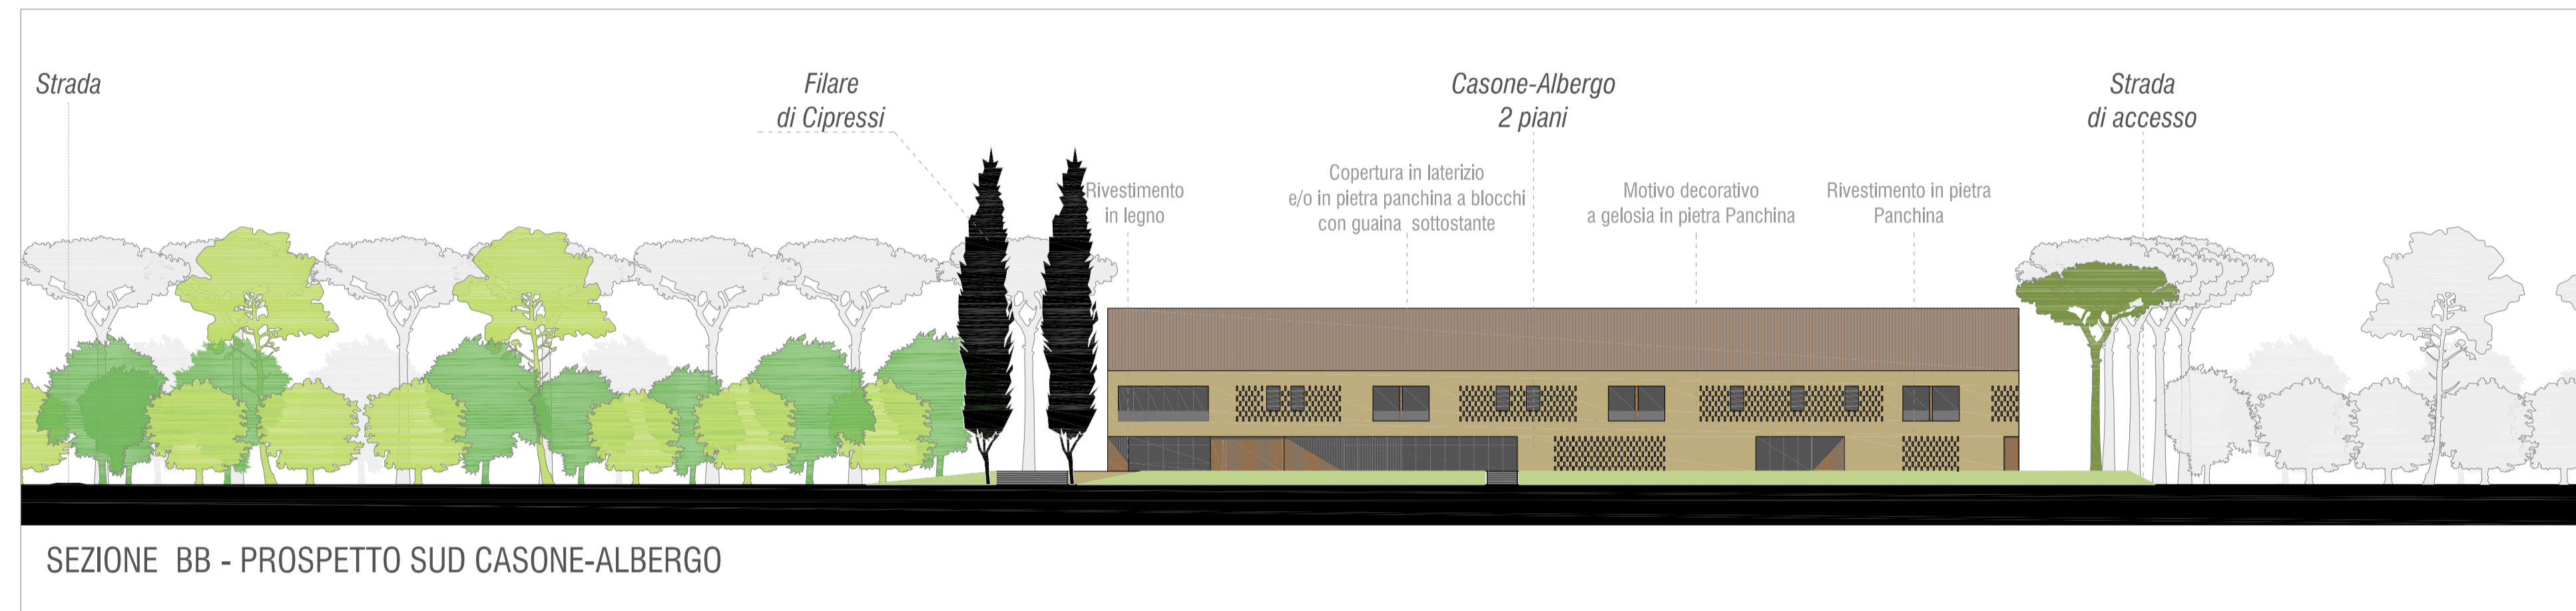 Strada
Filare
di Cipressi
Casone-Albergo
2 piani
Strada
di accesso
Rivestimento
in legno
Copertura in laterizio
e/o in pietra panchina a blocchi
con guaina sottostante
Motivo decorativo
a gelosia in pietra Panchina
Rivestimento in pietra
Panchina
SEZIONE BB - PROSPETTO SUD CASONE-ALBERGO